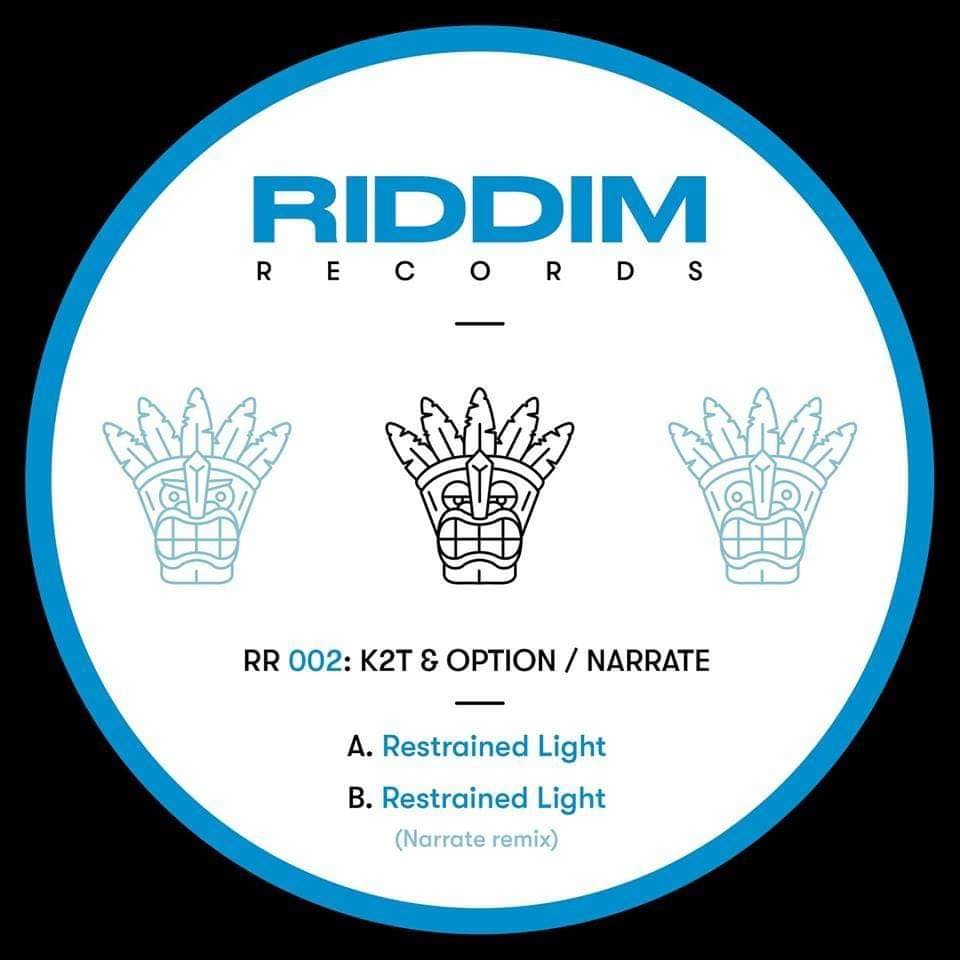 RIDDIM
RECORDS
RR 002: K2T & OPTION / NARRATE
A. Restrained Light
B. Restrained Light
(Narrate remix)